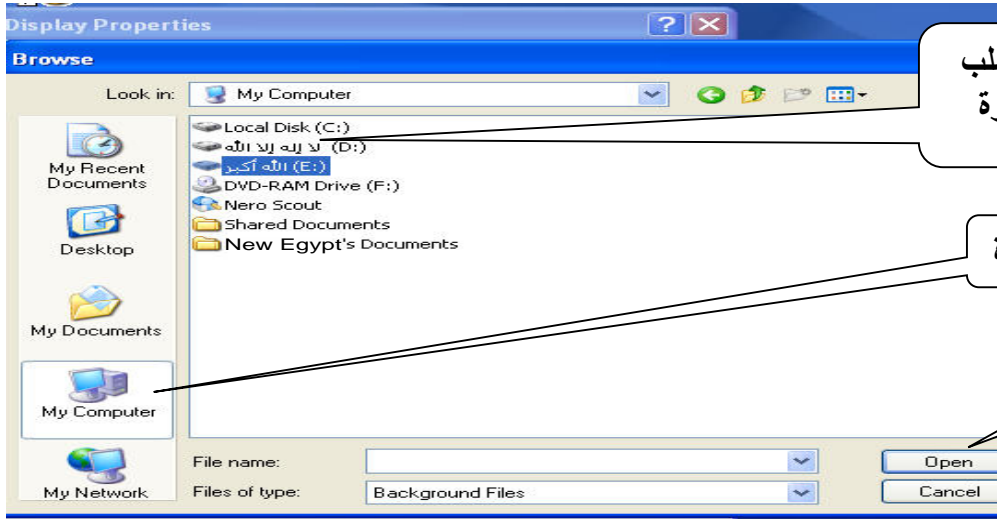 Display Properties
Browse
Look in: My Computer
My Recent
Documents
Desktop
My Documents
My Computer
My Network
Local Disk (C:)
لا إله إلا الله (D:)
الله أكبر (E:)
DVD-RAM Drive (F:)
Nero Scout
Shared Documents
New Egypt's Documents
File name:
Files of type: Background Files
Open
Cancel